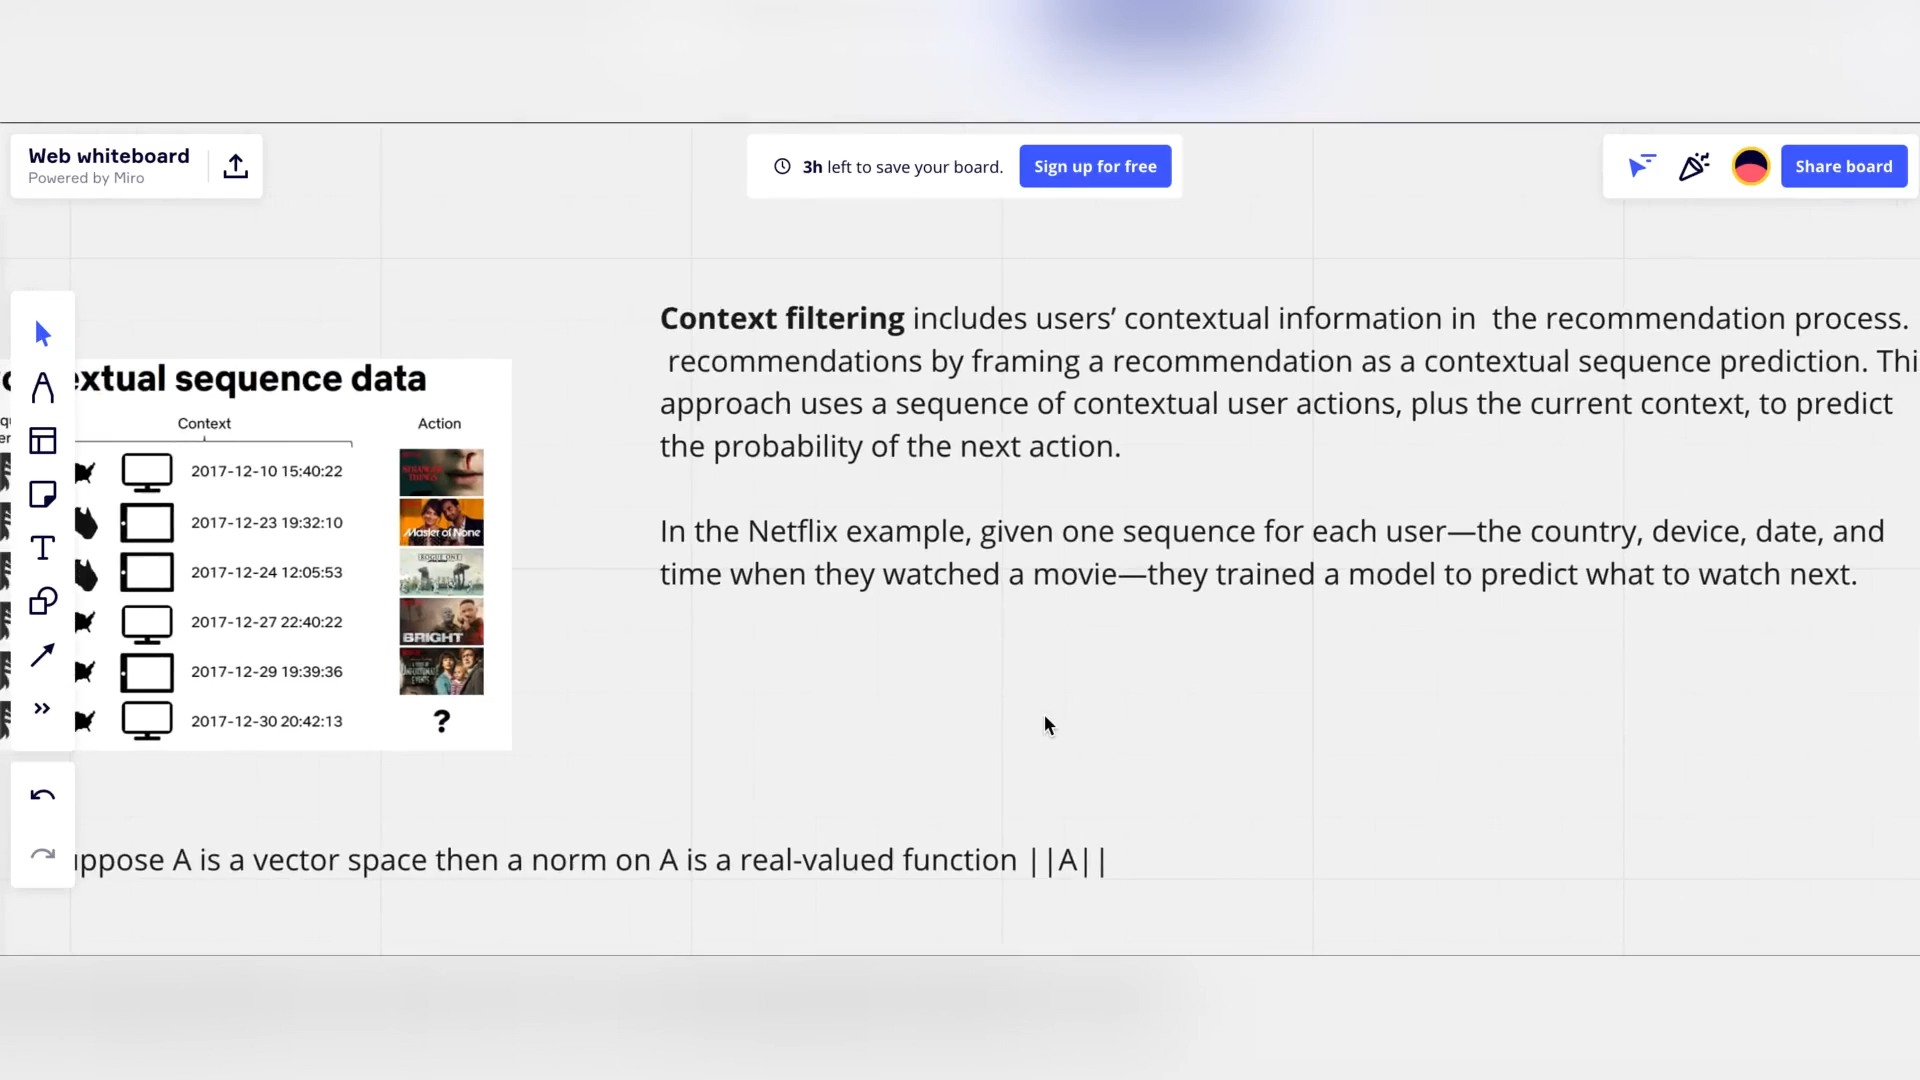 Web whiteboard
Powered by Miro
3h left to save your board.
Sign up for free
Share board
Context filtering includes users’ contextual information in  the recommendation process.
recommendations by framing a recommendation as a contextual sequence prediction. Thi
approach uses a sequence of contextual user actions, plus the current context, to predict
the probability of the next action.
In the Netflix example, given one sequence for each user—the country, device, date, and
time when they watched a movie—they trained a model to predict what to watch next.
extual sequence data
Context
Action
2017-12-10 15:40:22
STRANGER THINGS
2017-12-23 19:32:10
Master of None
2017-12-24 12:05:53
ROGUE ONE
2017-12-27 22:40:22
BRIGHT
2017-12-29 19:39:36
2017-12-30 20:42:13
?
uppose A is a vector space then a norm on A is a real-valued function ||A||